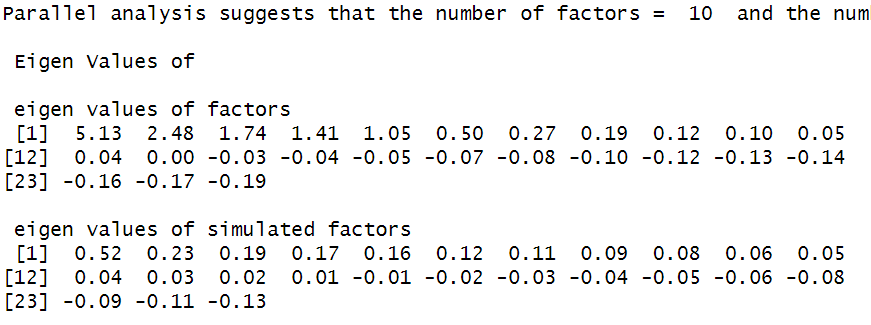 Parallel analysis suggests that the number of factors =  10  and the num
Eigen Values of
eigen values of factors
[1]  5.13  2.48  1.74  1.41  1.05  0.50  0.27  0.19  0.12  0.10  0.05
[12]  0.04  0.00 -0.03 -0.04 -0.05 -0.07 -0.08 -0.10 -0.12 -0.13 -0.14
[23] -0.16 -0.17 -0.19
eigen values of simulated factors
[1]  0.52  0.23  0.19  0.17  0.16  0.12  0.11  0.09  0.08  0.06  0.05
[12]  0.04  0.03  0.02  0.01 -0.01 -0.02 -0.03 -0.04 -0.05 -0.06 -0.08
[23] -0.09 -0.11 -0.13